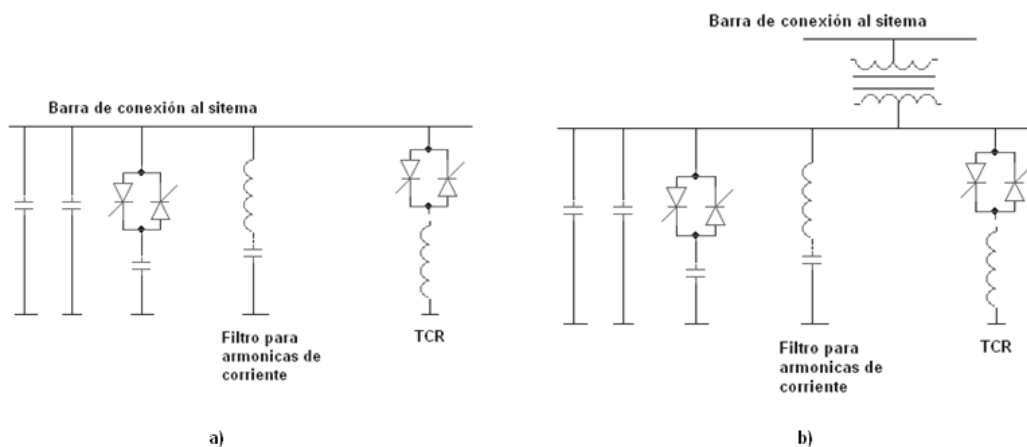 Barra de conexión al sitema
Filtro para
armonicas de
corriente
TCR
a)
Barra de conexión al sitema
Filtro para
armonicas de
corriente
TCR
b)